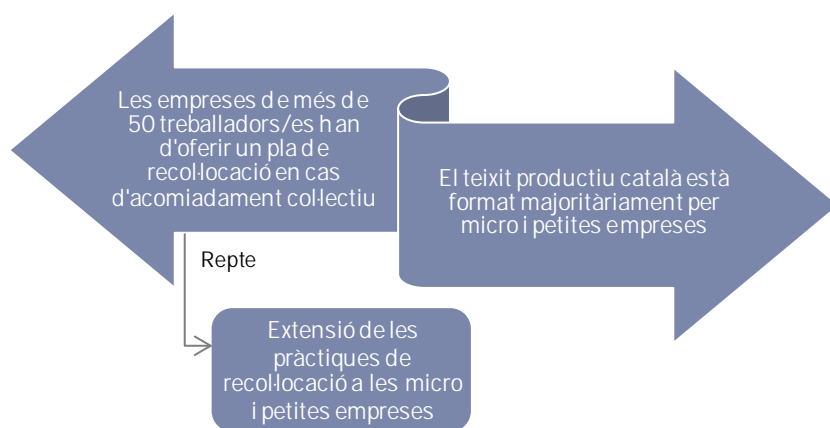 Les empreses de més de
50 treballadors/es han
d'oferir un pla de
recol·locació en cas
d'acomiadament col·lectiu
El teixit productiu català està
format majoritàriament per
micro i petites empreses
Repte
Extensió de les
pràctiques de
recol·locació a les micro
i petites empreses